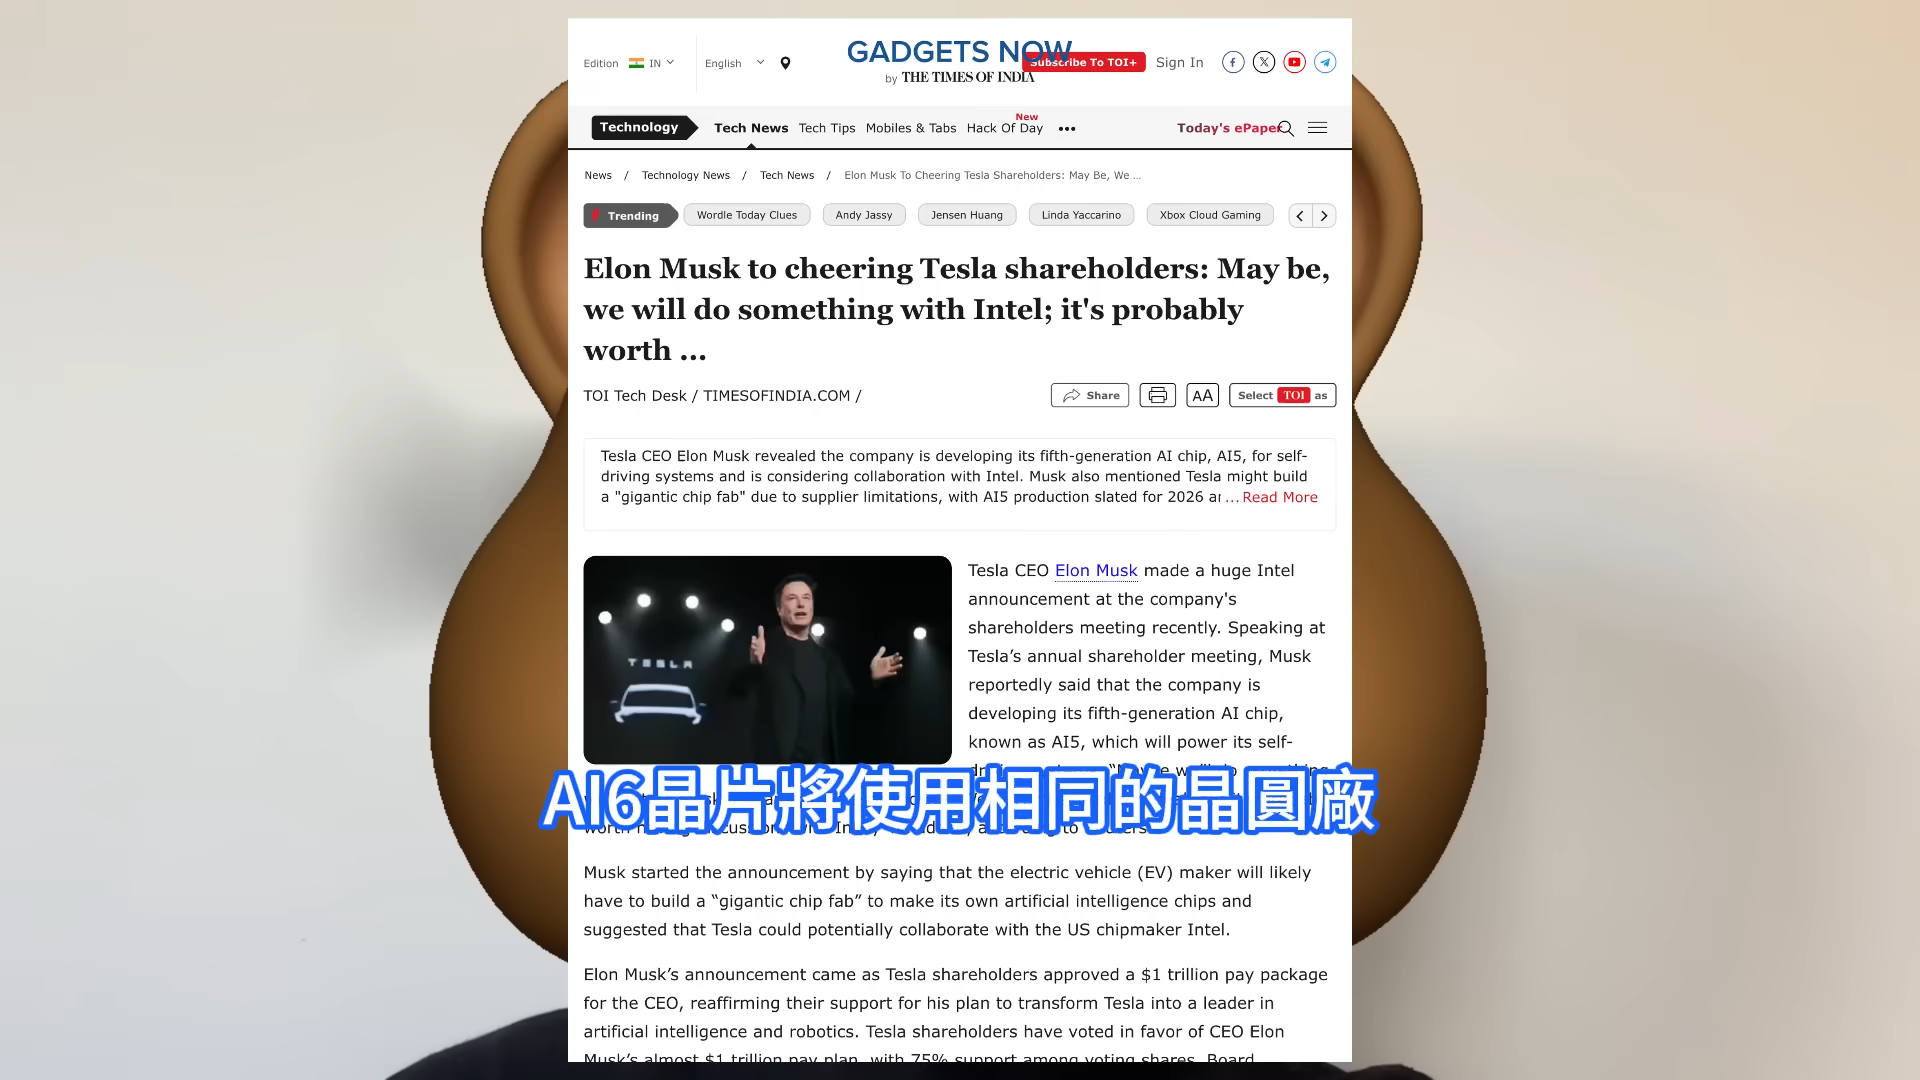 Edition IN English GADGETS NOW Subscribe To TOI+ Sign In
by THE TIMES OF INDIA
Technology Tech News Tech Tips Mobiles & Tabs Hack Of Day New ••• Today's ePaper
News / Technology News / Tech News / Elon Musk To Cheering Tesla Shareholders: May Be, We ...
Trending Wordle Today Clues Andy Jassy Jensen Huang Linda Yaccarino Xbox Cloud Gaming
Elon Musk to cheering Tesla shareholders: May be,
we will do something with Intel; it's probably
worth ...
TOI Tech Desk / TIMESOFINDIA.COM / Share AA Select TOI as
Tesla CEO Elon Musk revealed the company is developing its fifth-generation AI chip, AI5, for self-
driving systems and is considering collaboration with Intel. Musk also mentioned Tesla might build
a "gigantic chip fab" due to supplier limitations, with AI5 production slated for 2026 ... Read More
TESLA
Tesla CEO Elon Musk made a huge Intel
announcement at the company's
shareholders meeting recently. Speaking at
Tesla’s annual shareholder meeting, Musk
reportedly said that the company is
developing its fifth-generation AI chip,
known as AI5, which will power its self-
AI6晶片將使用相同的晶圓廠
Musk started the announcement by saying that the electric vehicle (EV) maker will likely
have to build a “gigantic chip fab” to make its own artificial intelligence chips and
suggested that Tesla could potentially collaborate with the US chipmaker Intel.
Elon Musk’s announcement came as Tesla shareholders approved a $1 trillion pay package
for the CEO, reaffirming their support for his plan to transform Tesla into a leader in
artificial intelligence and robotics. Tesla shareholders have voted in favor of CEO Elon
Musk’s almost $1 trillion pay plan, with 75% support among voting shares. Board